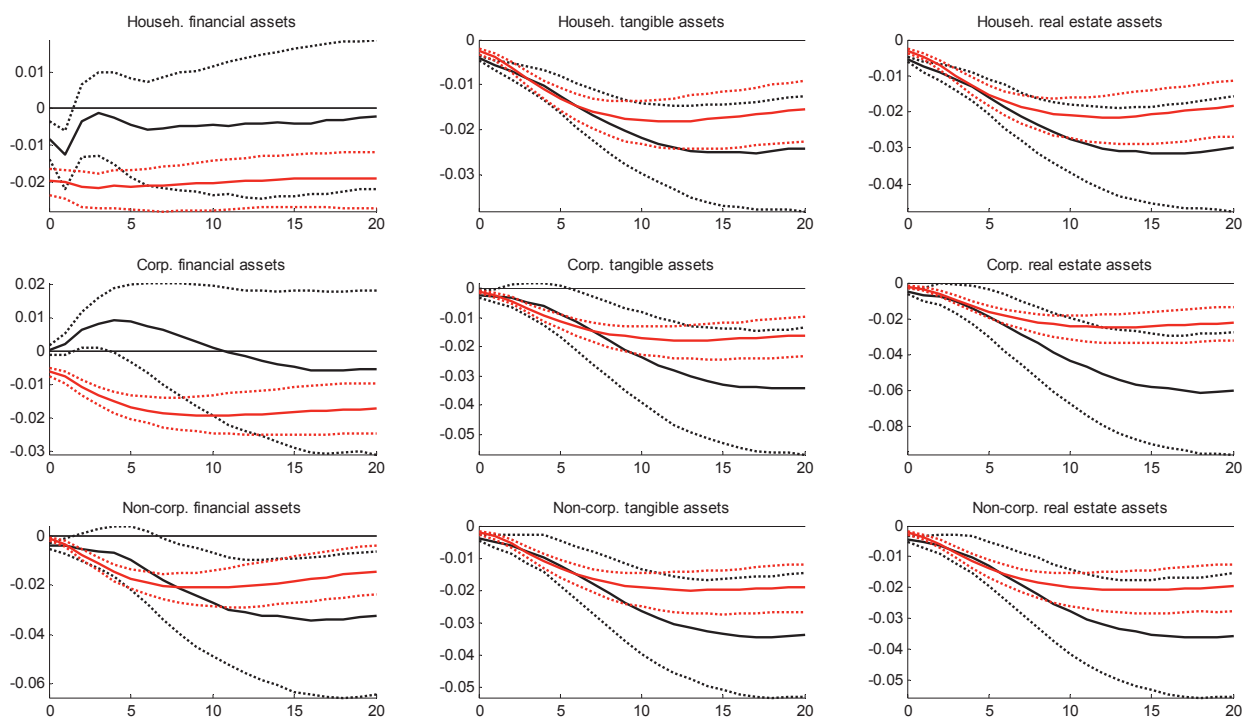 Househ. financial assets
0.01
0
-0.01
-0.02
0 5 10 15 20
Househ. tangible assets
0
-0.01
-0.02
-0.03
0 5 10 15 20
Househ. real estate assets
0
-0.01
-0.02
-0.03
-0.04
0 5 10 15 20
Corp. financial assets
0.02
0.01
0
-0.01
-0.02
-0.03
0 5 10 15 20
Corp. tangible assets
0
-0.01
-0.02
-0.03
-0.04
-0.05
0 5 10 15 20
Corp. real estate assets
0
-0.02
-0.04
-0.06
-0.08
0 5 10 15 20
Non-corp. financial assets
0
-0.02
-0.04
-0.06
0 5 10 15 20
Non-corp. tangible assets
0
-0.01
-0.02
-0.03
-0.04
-0.05
0 5 10 15 20
Non-corp. real estate assets
0
-0.01
-0.02
-0.03
-0.04
-0.05
0 5 10 15 20